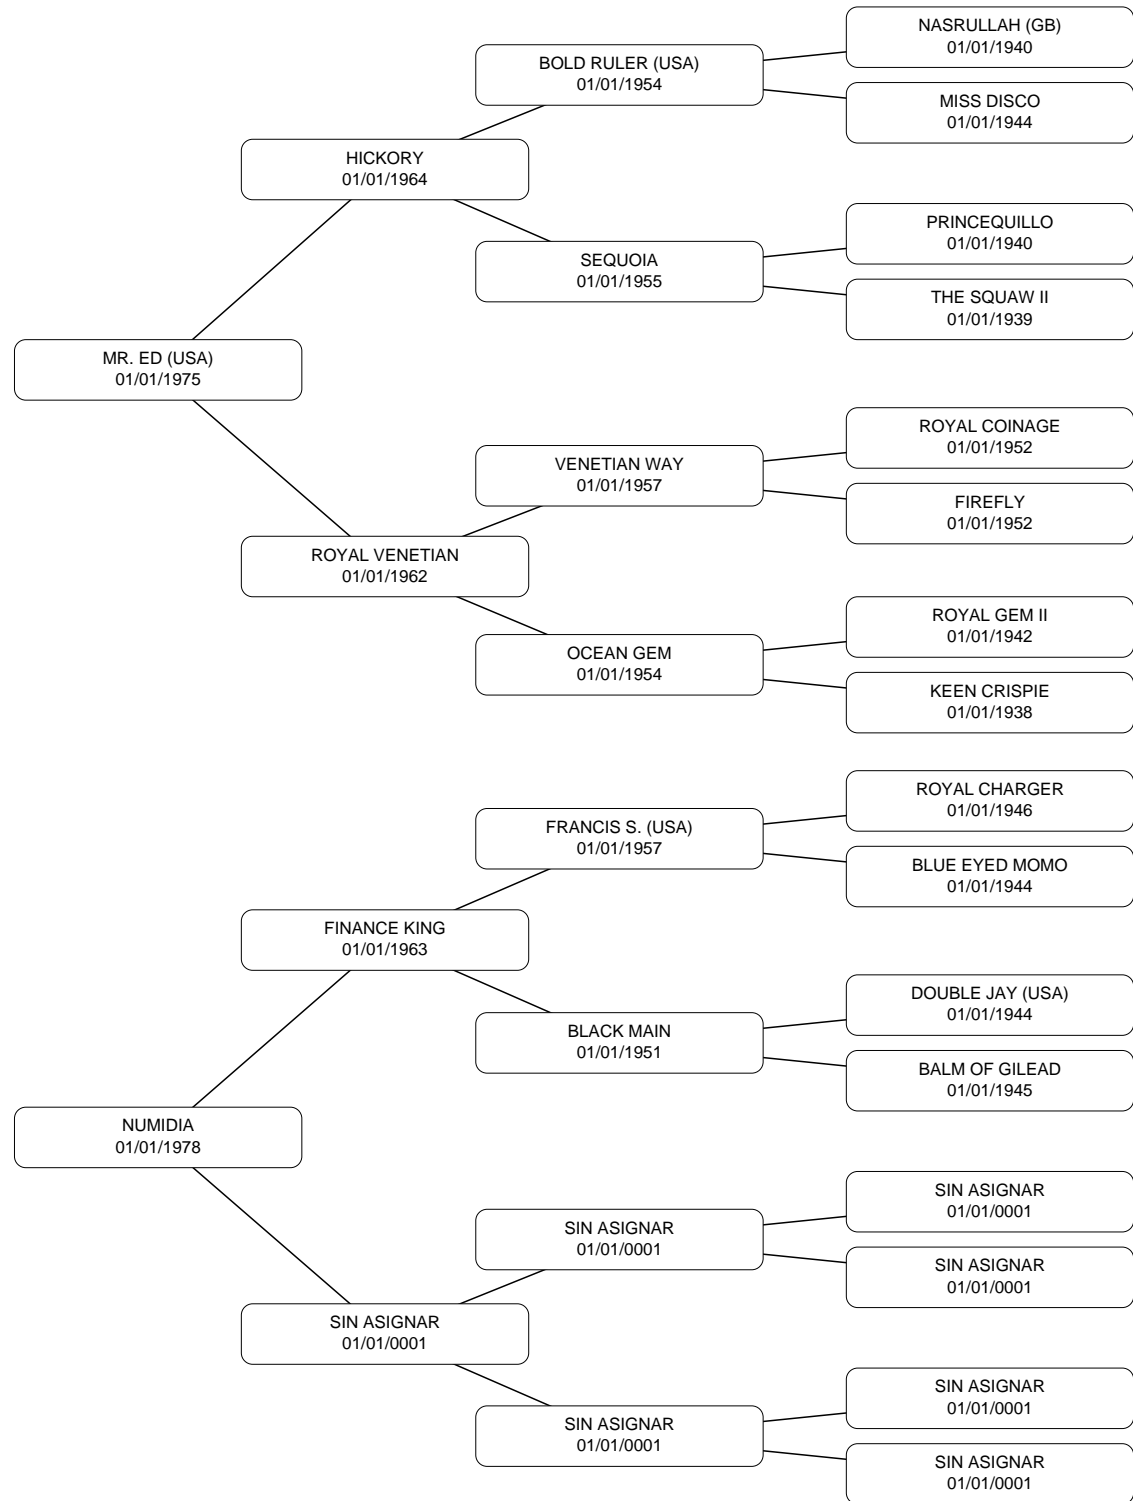 NASRULLAH (GB)
01/01/1940
BOLD RULER (USA)
01/01/1954
MISS DISCO
01/01/1944
HICKORY
01/01/1964
PRINCEQUILLO
01/01/1940
SEQUOIA
01/01/1955
THE SQUAW II
01/01/1939
MR. ED (USA)
01/01/1975
ROYAL COINAGE
01/01/1952
VENETIAN WAY
01/01/1957
FIREFLY
01/01/1952
ROYAL VENETIAN
01/01/1962
ROYAL GEM II
01/01/1942
OCEAN GEM
01/01/1954
KEEN CRISPIE
01/01/1938
ROYAL CHARGER
01/01/1946
FRANCIS S. (USA)
01/01/1957
BLUE EYED MOMO
01/01/1944
FINANCE KING
01/01/1963
DOUBLE JAY (USA)
01/01/1944
BLACK MAIN
01/01/1951
BALM OF GILEAD
01/01/1945
NUMIDIA
01/01/1978
SIN ASIGNAR
01/01/0001
SIN ASIGNAR
01/01/0001
SIN ASIGNAR
01/01/0001
SIN ASIGNAR
01/01/0001
SIN ASIGNAR
01/01/0001
SIN ASIGNAR
01/01/0001
SIN ASIGNAR
01/01/0001